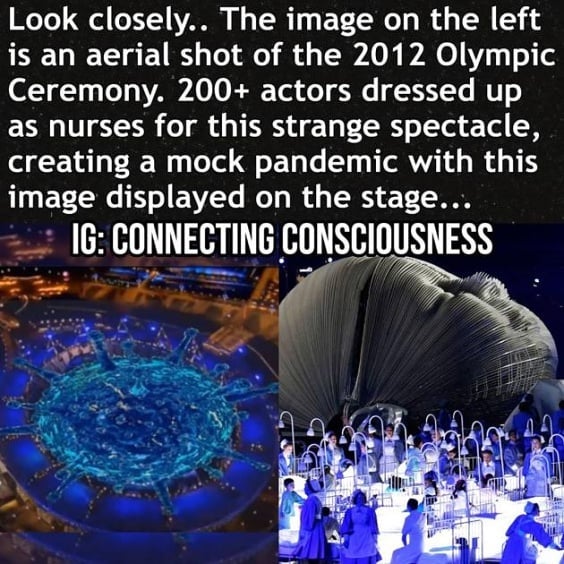 Look closely.. The image on the left
is an aerial shot of the 2012 Olympic
Ceremony. 200+ actors dressed up
as nurses for this strange spectacle,
creating a mock pandemic with this
image displayed on the stage...
IG: CONNECTING CONSCIOUSNESS